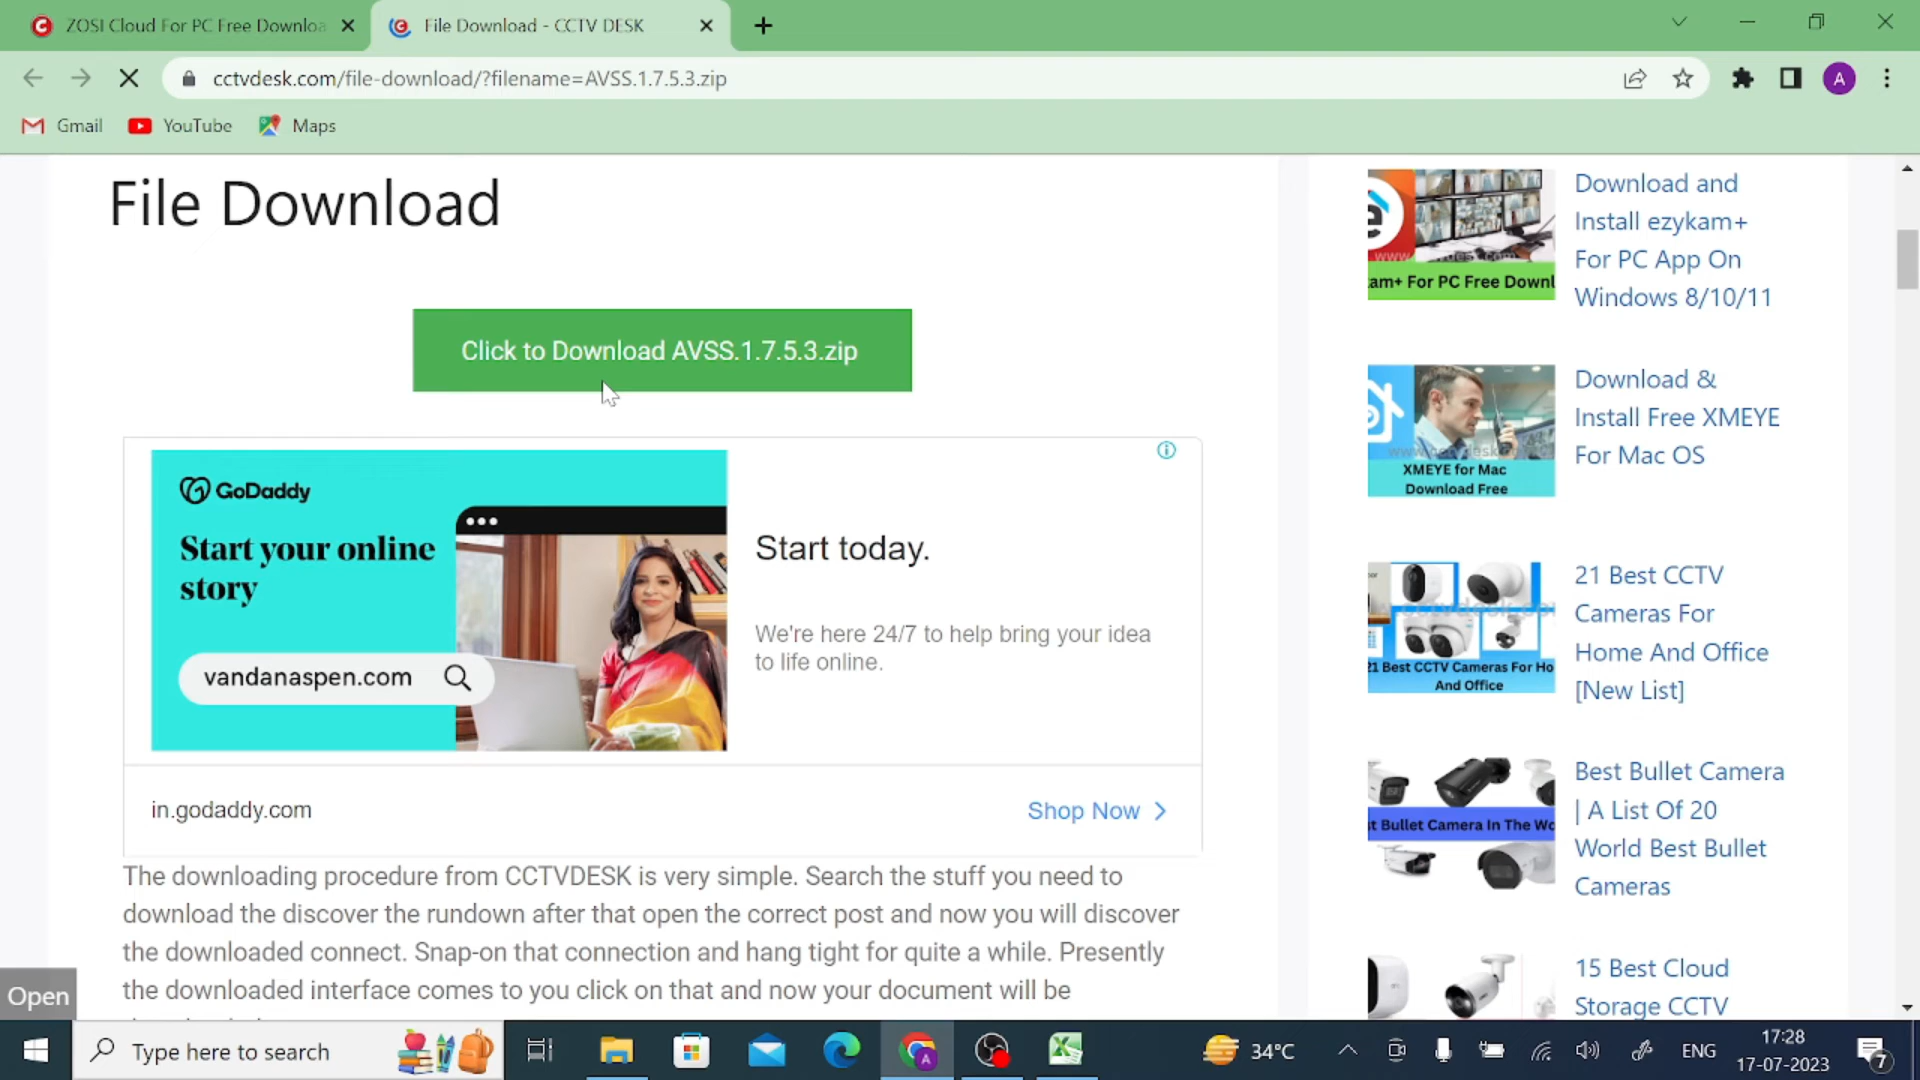 ZOSI Cloud For PC Free Downloa
File Download - CCTV DESK
cctvdesk.com/file-download/?filename=AVSS.1.7.5.3.zip
A
Gmail
YouTube
Maps
File Download
Click to Download AVSS.1.7.5.3.zip
GoDaddy
Start your online
story
vandanaspen.com
Start today.
We're here 24/7 to help bring your idea
to life online.
in.godaddy.com
Shop Now
The downloading procedure from CCTVDESK is very simple. Search the stuff you need to
download the discover the rundown after that open the correct post and now you will discover
the downloaded connect. Snap-on that connection and hang tight for quite a while. Presently
the downloaded interface comes to you click on that and now your document will be
am+ For PC Free Downl
Download and
Install ezykam+
For PC App On
Windows 8/10/11
XMEYE for Mac
Download Free
Download &
Install Free XMEYE
For Mac OS
21 Best CCTV Cameras For Ho
And Office
21 Best CCTV
Cameras For
Home And Office
[New List]
st Bullet Camera In The Wo
Best Bullet Camera
| A List Of 20
World Best Bullet
Cameras
15 Best Cloud
Storage CCTV
Open
Type here to search
A
34°C
ENG
17:28
17-07-2023
7